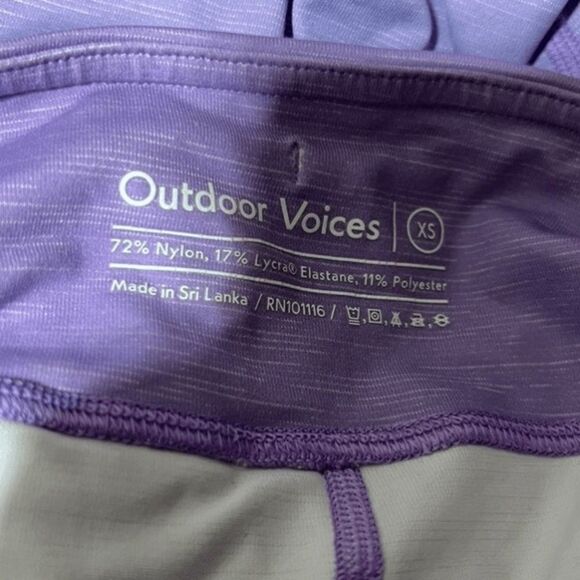 Outdoor Voices | XS
72% Nylon, 17% Lycra® Elastane, 11% Polyester
Made in Sri Lanka / RN101116 /